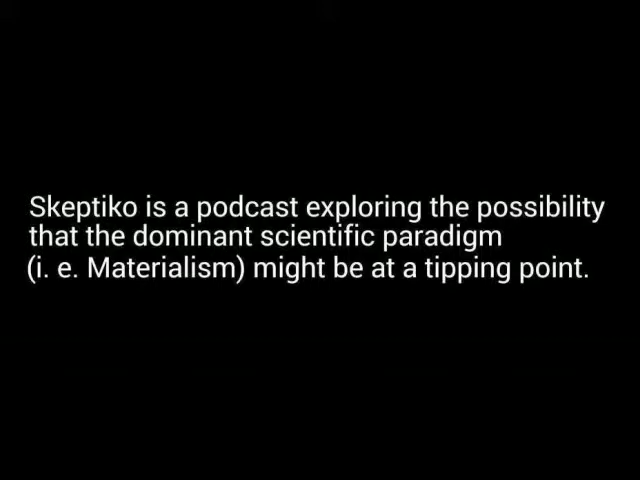 Skeptiko is a podcast exploring the possibility
that the dominant scientific paradigm
(i. e. Materialism) might be at a tipping point.